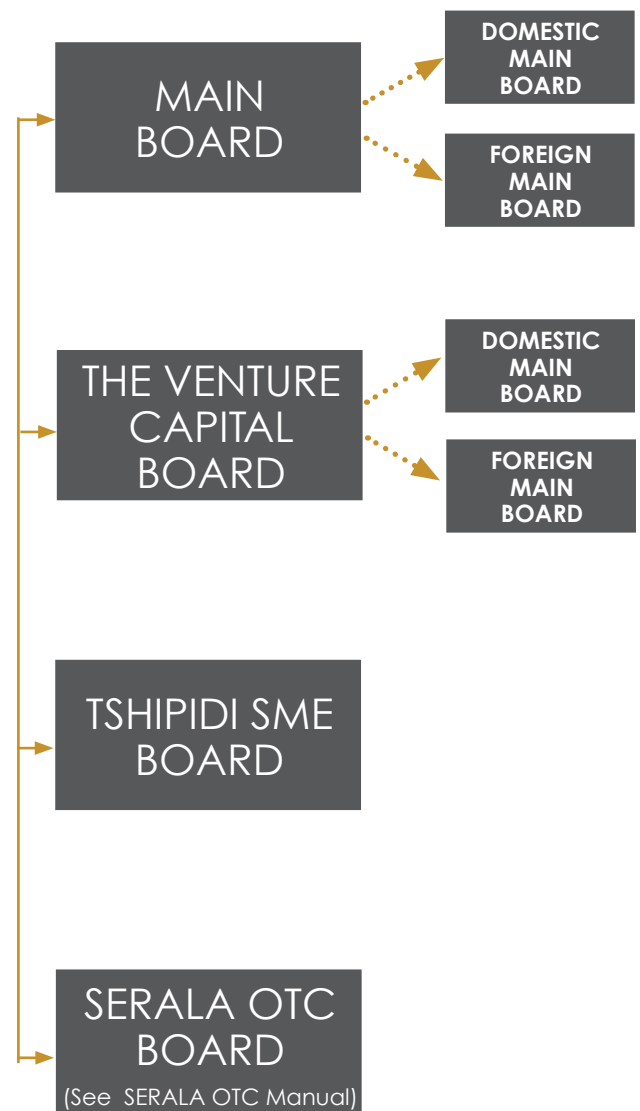 MAIN
BOARD
DOMESTIC
MAIN
BOARD
FOREIGN
MAIN
BOARD
THE VENTURE
CAPITAL
BOARD
DOMESTIC
MAIN
BOARD
FOREIGN
MAIN
BOARD
TSHIPIDI SME
BOARD
SERALA OTC
BOARD
(See SERALA OTC Manual)